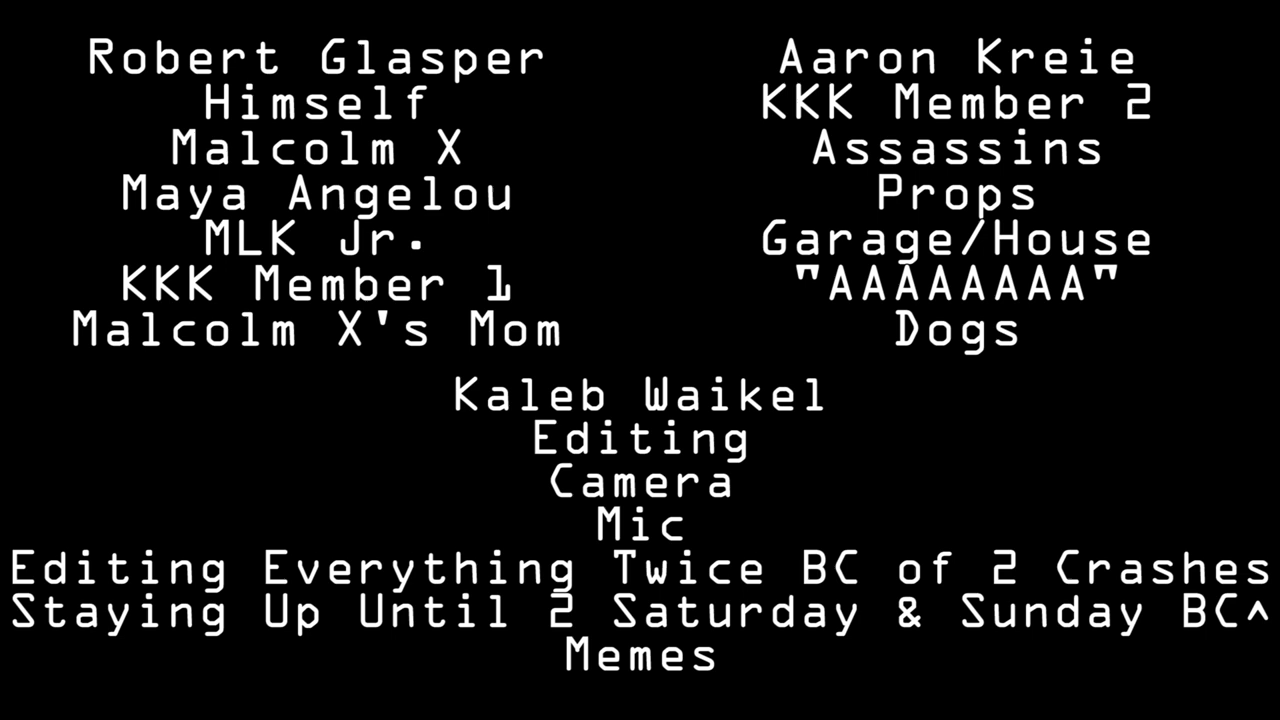 Robert Glasper
Himself
Malcolm X
Maya Angelou
MLK Jr.
KKK Member 1
Malcolm X's Mom
Aaron Kreie
KKK Member 2
Assassins
Props
Garage/House
"AAAAAAAA"
Dogs
Kaleb Waikel
Editing
Camera
Mic
Editing Everything Twice BC of 2 Crashes
Staying Up Until 2 Saturday & Sunday BC^
Memes